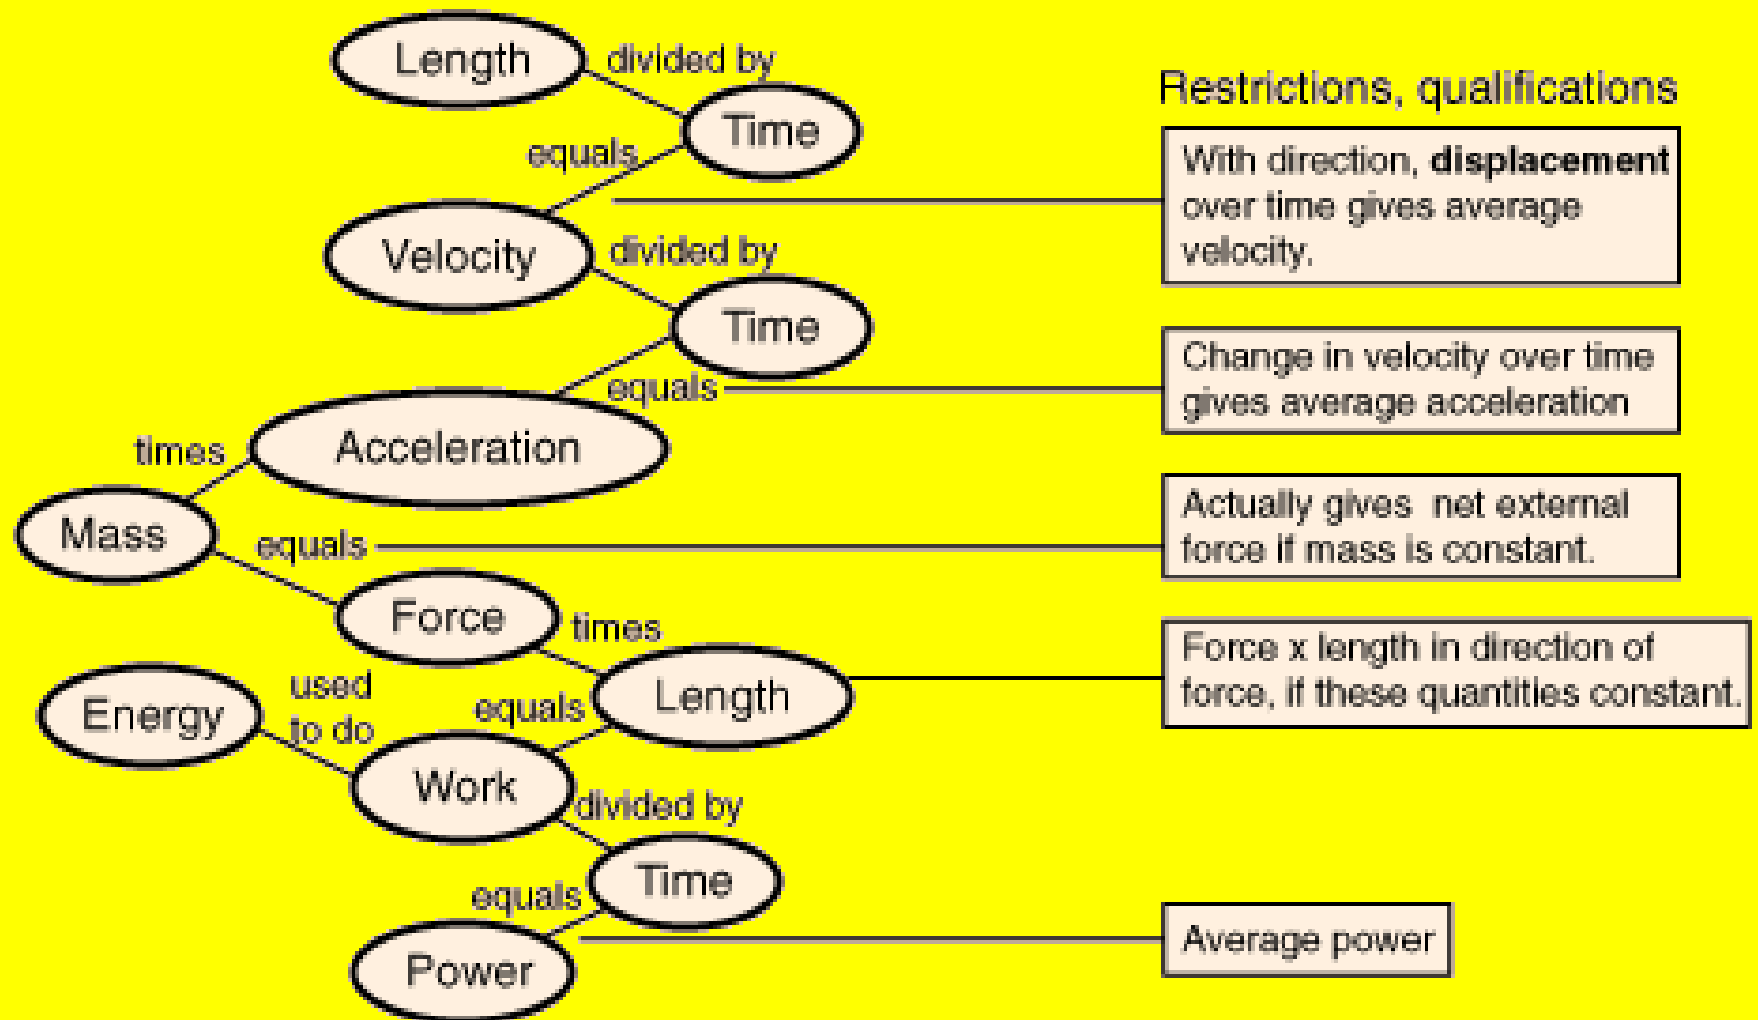 Length
divided by
Time
equals
Velocity
divided by
Time
equals
Acceleration
times
Mass
equals
Force
times
Length
equals
Energy
used
to do
Work
divided by
Time
equals
Power
Restrictions, qualifications
With direction, displacement
over time gives average
velocity.
Change in velocity over time
gives average acceleration
Actually gives net external
force if mass is constant.
Force x length in direction of
force, if these quantities constant.
Average power